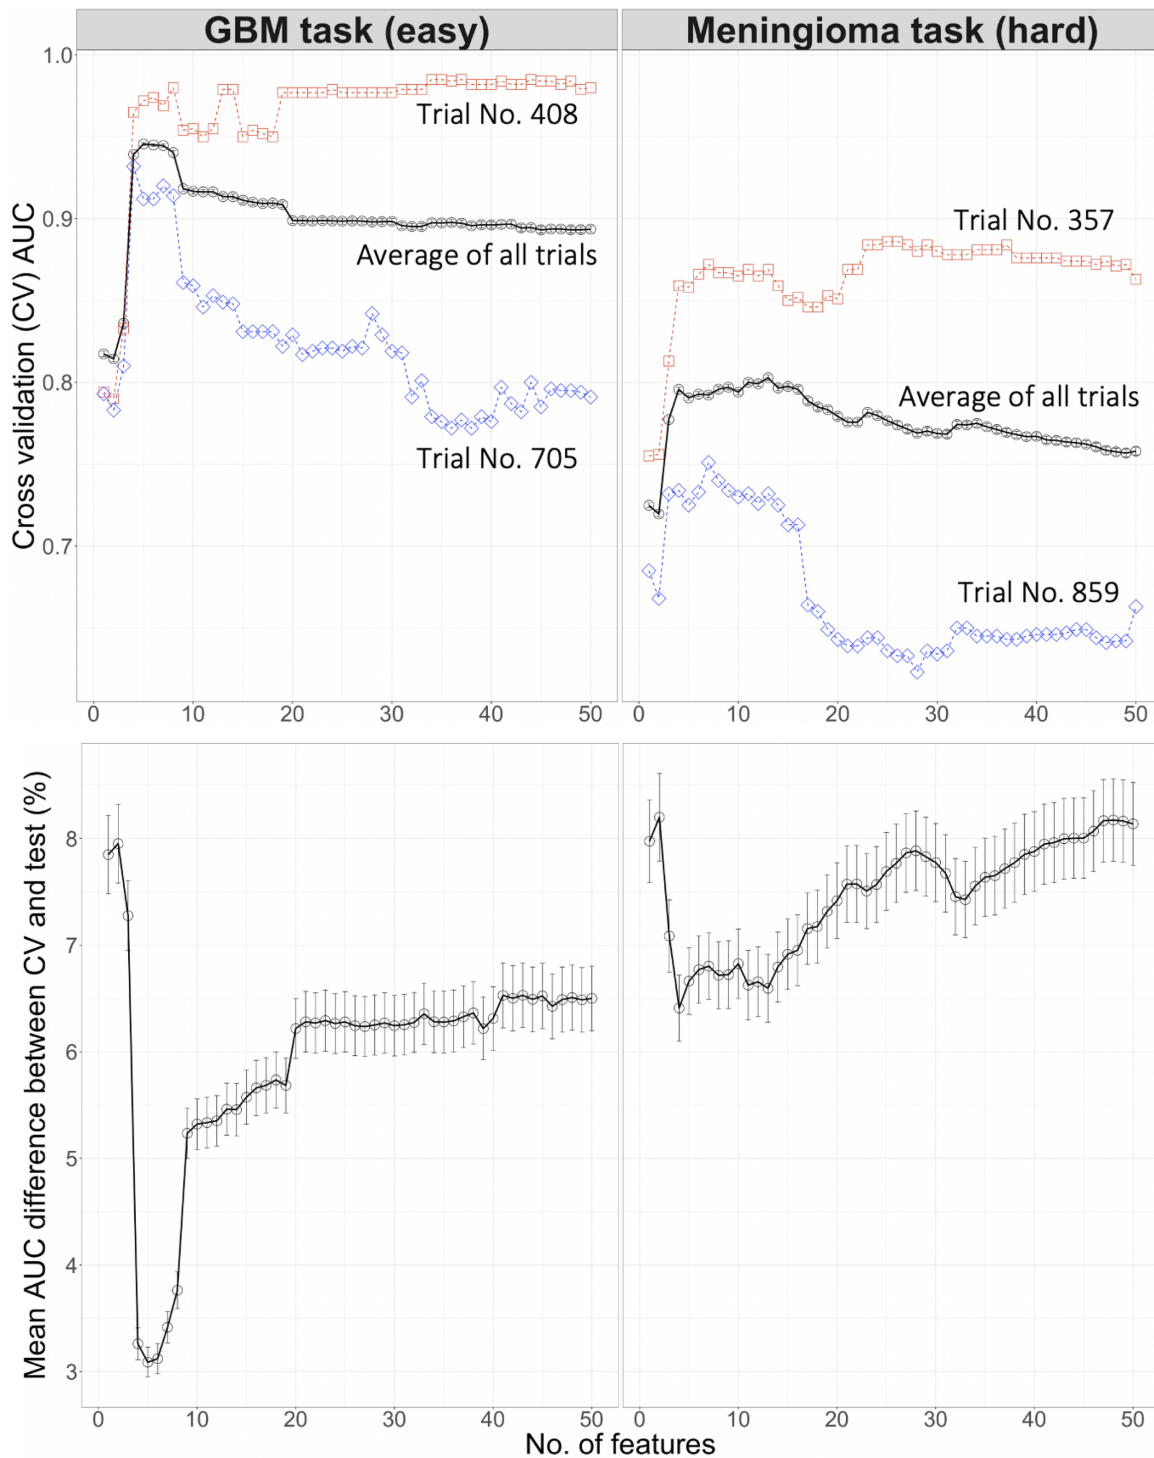 GBM task (easy)
Meningioma task (hard)
Cross validation (CV) AUC
1.0
0.9
0.8
0.7
Trial No. 408
Average of all trials
Trial No. 705
Trial No. 357
Average of all trials
Trial No. 859
0 10 20 30 40 50
0 10 20 30 40 50
Mean AUC difference between CV and test (%)
8
7
6
5
4
3
0 10 20 30 40 50
0 10 20 30 40 50
No. of features